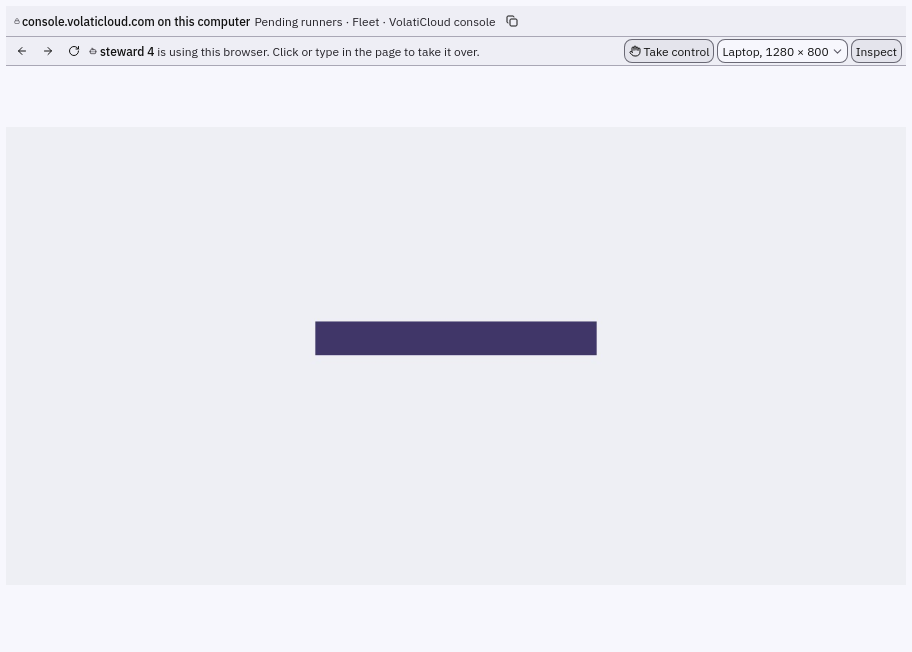 console.volaticloud.com on this computer Pending runners · Fleet · VolatiCloud console
steward 4 is using this browser. Click or type in the page to take it over. Take control Laptop, 1280 × 800 Inspect